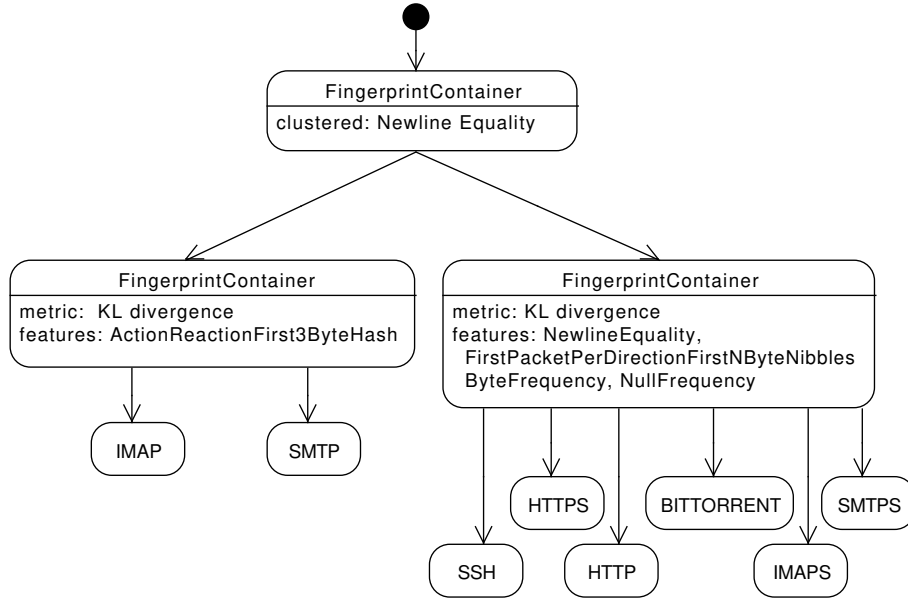 FingerprintContainer
clustered: Newline Equality
FingerprintContainer
metric:  KL divergence
features: ActionReactionFirst3ByteHash
FingerprintContainer
metric: KL divergence
features: NewlineEquality,
FirstPacketPerDirectionFirstNByteNibbles
ByteFrequency, NullFrequency
IMAP
SMTP
HTTPS
BITTORRENT
SMTPS
SSH
HTTP
IMAPS